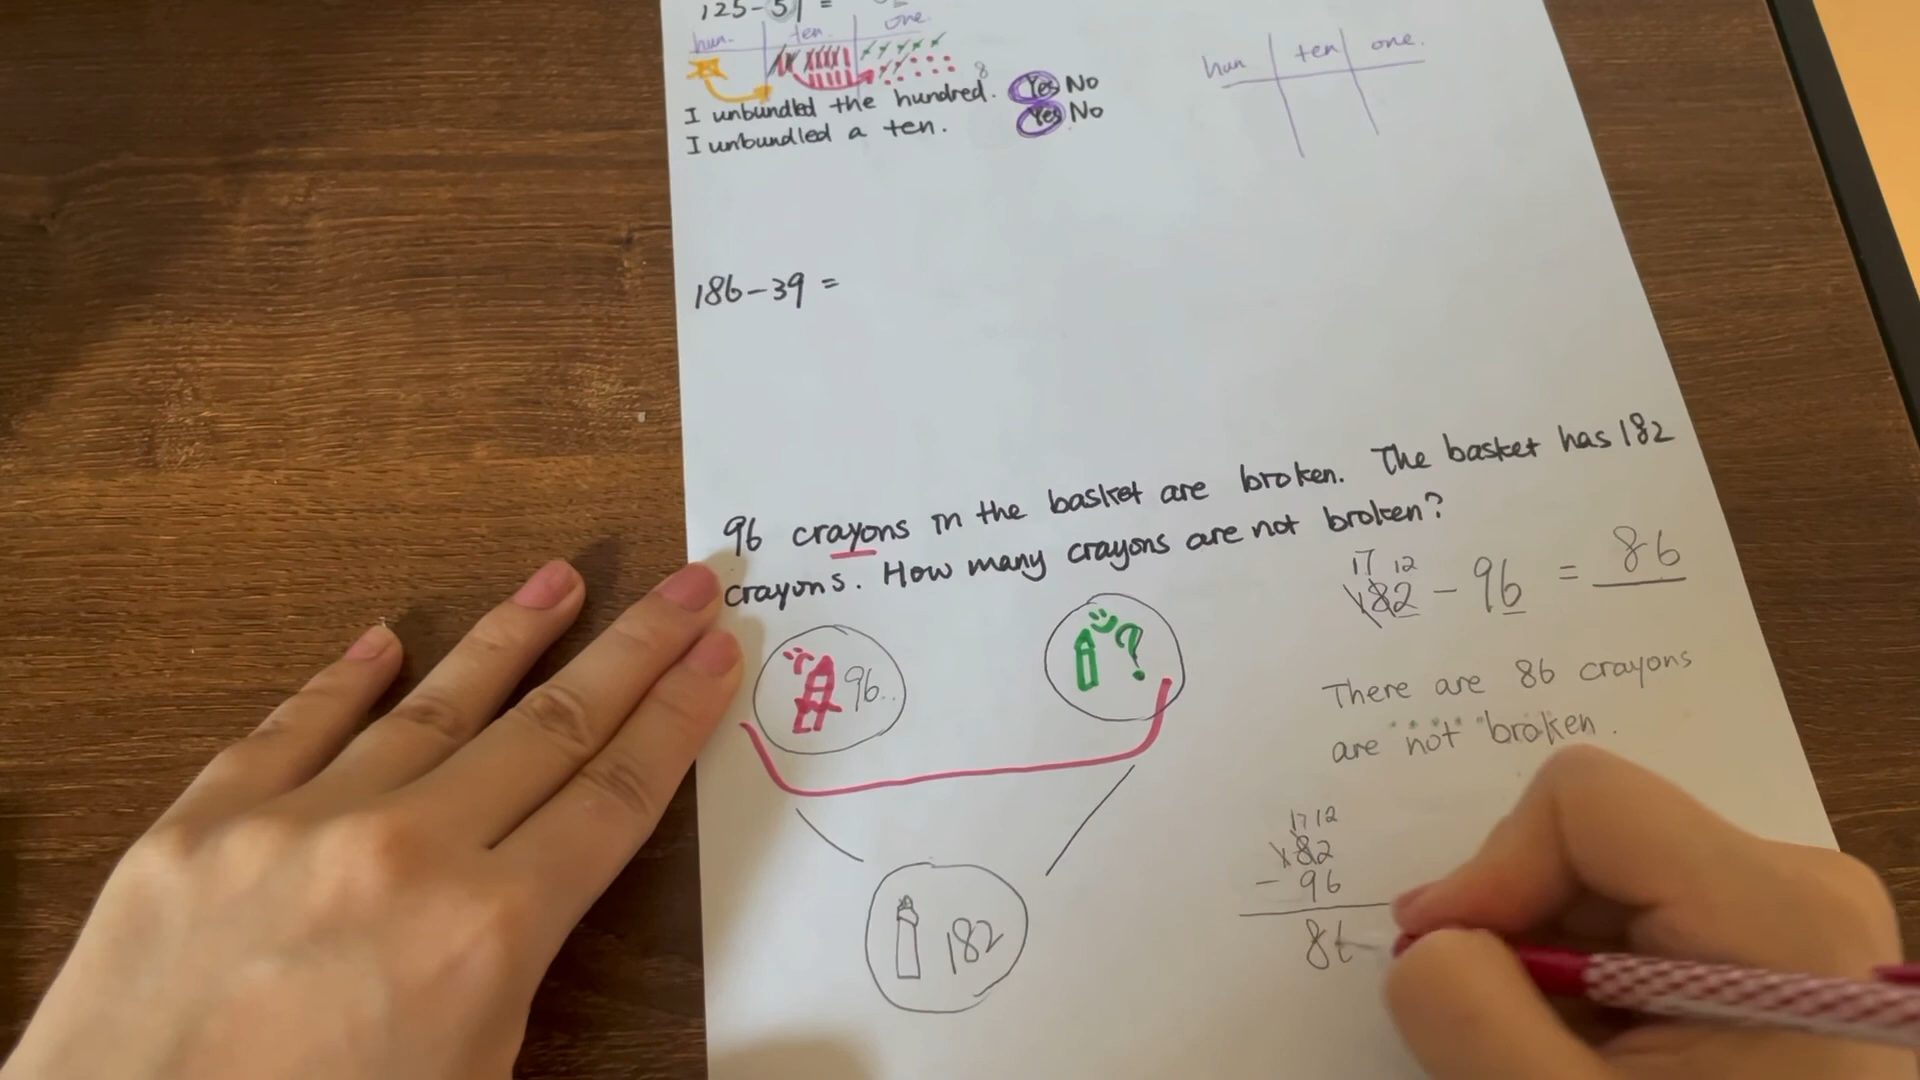 125-57 =
hun. ten. one.
8
I unbundled the hundred. Yes No
I unbundled a ten. Yes No
hun ten one.
186-39 =
96 crayons in the basket are broken. The basket has 182
crayons. How many crayons are not broken?
17 12
182 - 96 = 86
96
?
182
There are 86 crayons
are not broken.
17 12
182
- 96
86